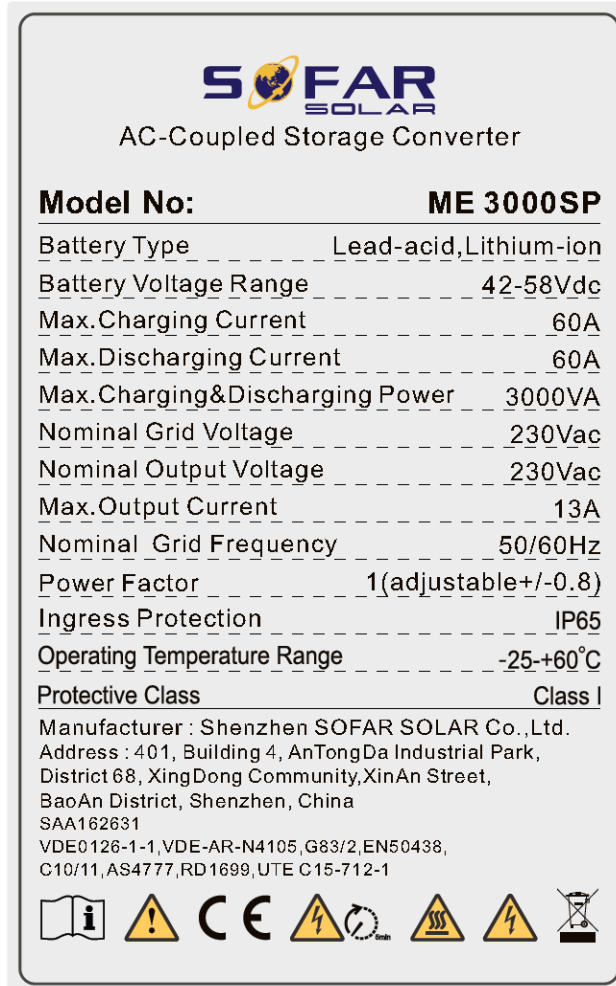 SOFAR
SOLAR
AC-Coupled Storage Converter
Model No: ME 3000SP
Battery Type Lead-acid,Lithium-ion
Battery Voltage Range 42-58Vdc
Max.Charging Current 60A
Max.Discharging Current 60A
Max.Charging&Discharging Power 3000VA
Nominal Grid Voltage 230Vac
Nominal Output Voltage 230Vac
Max.Output Current 13A
Nominal Grid Frequency 50/60Hz
Power Factor 1(adjustable+/-0.8)
Ingress Protection IP65
Operating Temperature Range -25-+60°C
Protective Class Class I
Manufacturer : Shenzhen SOFAR SOLAR Co.,Ltd.
Address : 401, Building 4, AnTongDa Industrial Park,
District 68, XingDong Community,XinAn Street,
BaoAn District, Shenzhen, China
SAA162631
VDE0126-1-1,VDE-AR-N4105,G83/2,EN50438,
C10/11,AS4777,RD1699,UTE C15-712-1
i ! CE 5min